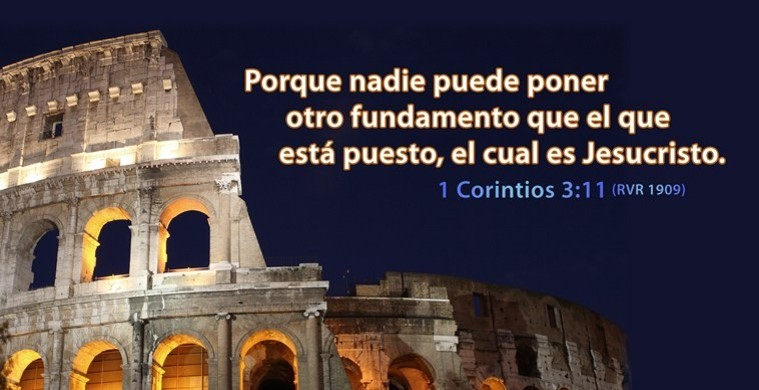 Porque nadie puede poner
otro fundamento que el que
está puesto, el cual es Jesucristo.
1 Corintios 3:11 (RVR 1909)